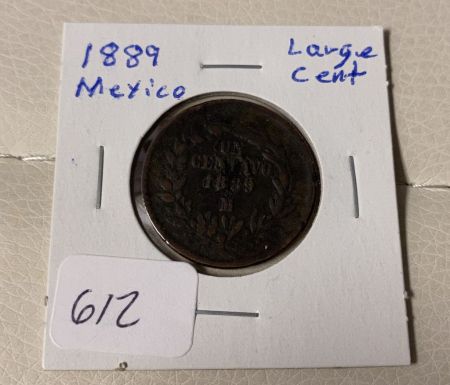 1889
Mexico
Large
Cent
UN
CENTAVO
1889
M
612